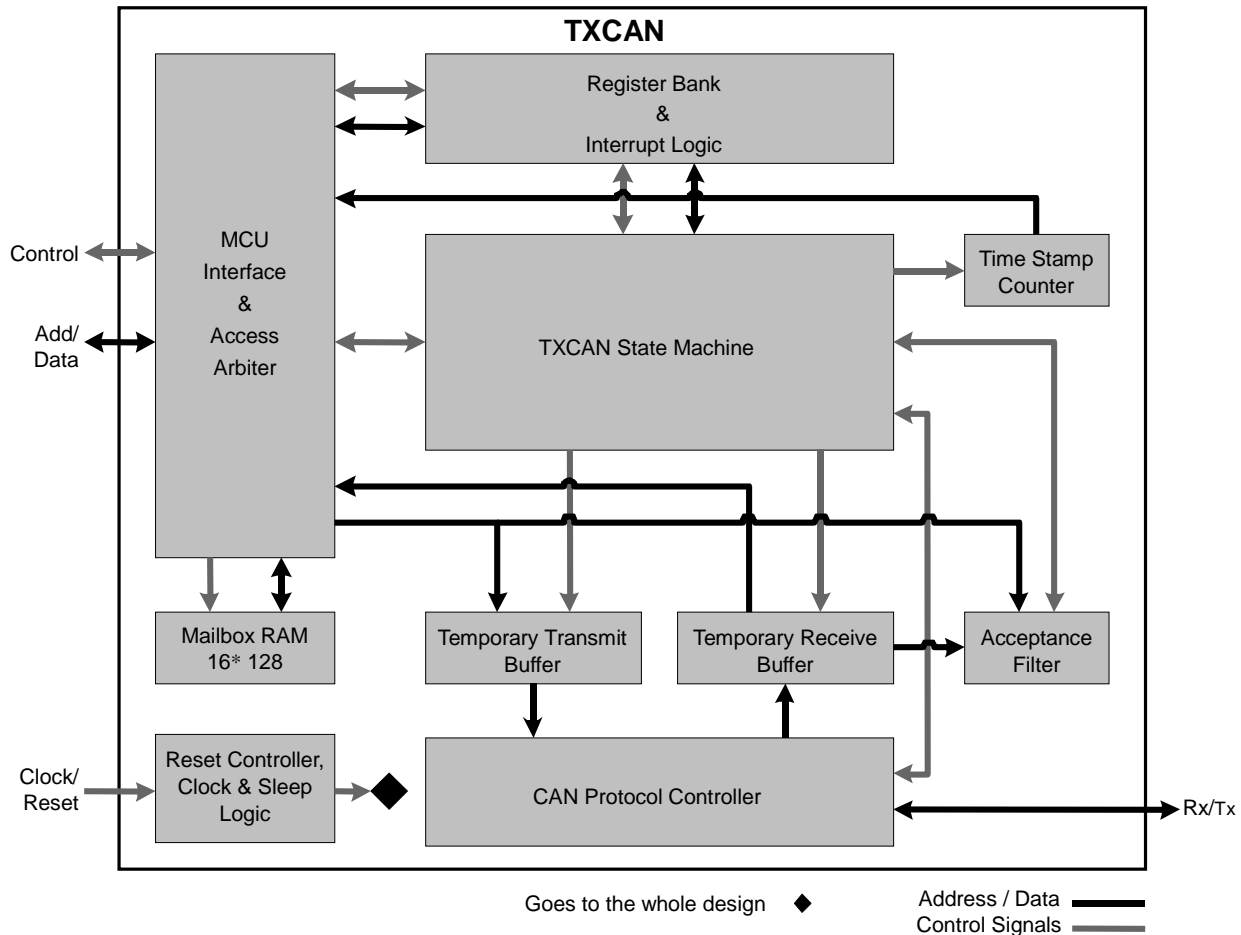 TXCAN
Register Bank
&
Interrupt Logic
MCU
Interface
&
Access
Arbiter
Control
Add/
Data
Time Stamp
Counter
TXCAN State Machine
Mailbox RAM
16* 128
Temporary Transmit
Buffer
Temporary Receive
Buffer
Acceptance
Filter
Clock/
Reset
Reset Controller,
Clock & Sleep
Logic
CAN Protocol Controller
Rx/Tx
Goes to the whole design
Address / Data
Control Signals